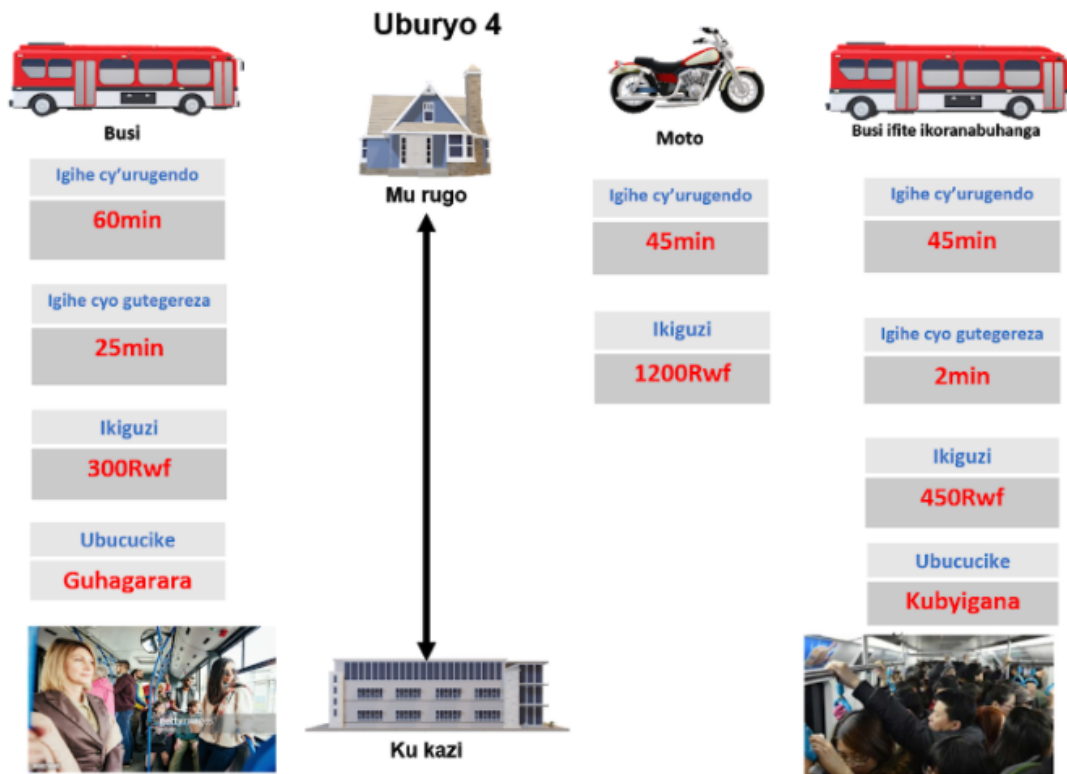 Uburyo 4
Busi
Igihe cy'urugendo
60min
Igihe cyo gutegereza
25min
Ikiguzi
300Rwf
Ubucucike
Guhagarara
gettyimages
Mu rugo
Ku kazi
Moto
Igihe cy'urugendo
45min
Ikiguzi
1200Rwf
Busi ifite ikoranabuhanga
Igihe cy'urugendo
45min
Igihe cyo gutegereza
2min
Ikiguzi
450Rwf
Ubucucike
Kubyigana